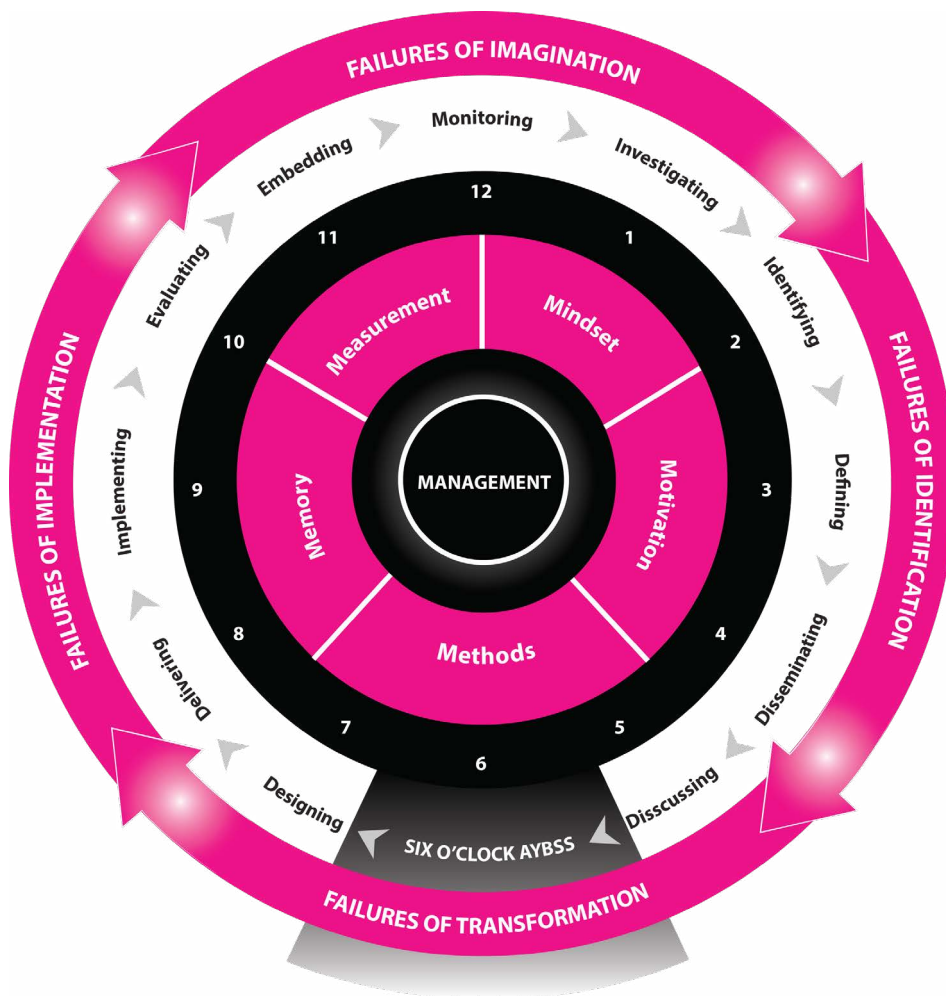 FAILURES OF IMAGINATION
FAILURES OF IDENTIFICATION
FAILURES OF TRANSFORMATION
FAILURES OF IMPLEMENTATION
Monitoring
Investigating
Identifying
Defining
Disseminating
Disscussing
SIX O'CLOCK AYBSS
Designing
Delivering
Implementing
Evaluating
Embedding
12
1
2
3
4
5
6
7
8
9
10
11
Mindset
Motivation
Methods
Memory
Measurement
MANAGEMENT